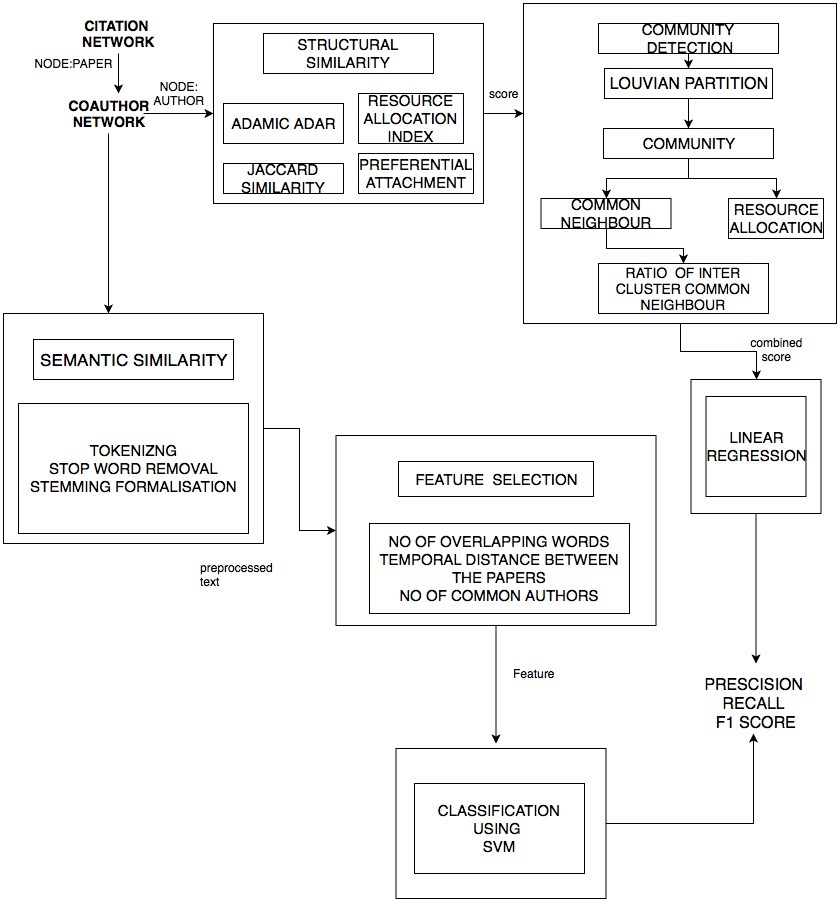 CITATION
NETWORK
NODE:PAPER
COAUTHOR
NETWORK
NODE:
AUTHOR
STRUCTURAL
SIMILARITY
ADAMIC ADAR
RESOURCE
ALLOCATION
INDEX
JACCARD
SIMILARITY
PREFERENTIAL
ATTACHMENT
score
COMMUNITY
DETECTION
LOUVIAN PARTITION
COMMUNITY
COMMON
NEIGHBOUR
RESOURCE
ALLOCATION
RATIO OF INTER
CLUSTER COMMON
NEIGHBOUR
combined
score
LINEAR
REGRESSION
SEMANTIC SIMILARITY
TOKENIZNG
STOP WORD REMOVAL
STEMMING FORMALISATION
preprocessed
text
FEATURE SELECTION
NO OF OVERLAPPING WORDS
TEMPORAL DISTANCE BETWEEN
THE PAPERS
NO OF COMMON AUTHORS
Feature
CLASSIFICATION
USING
SVM
PRESCISION
RECALL
F1 SCORE